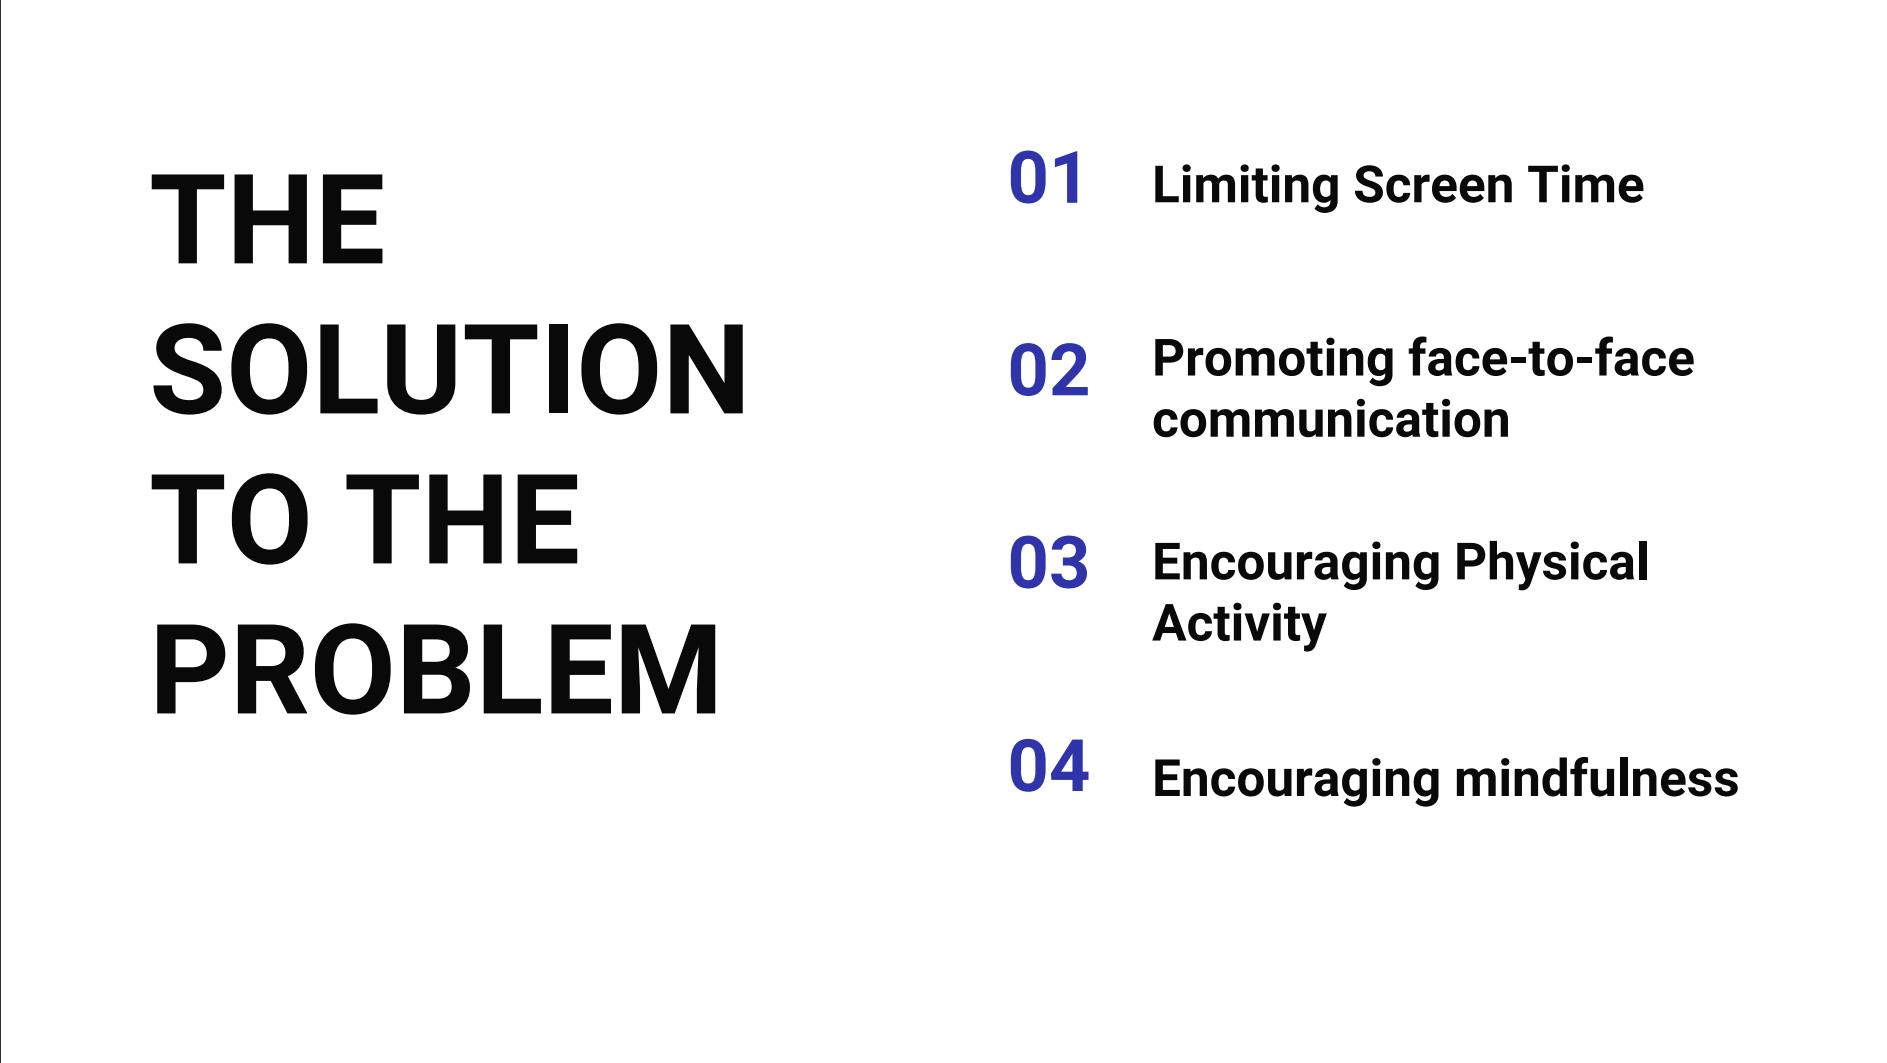 THE
SOLUTION
TO THE
PROBLEM
01 Limiting Screen Time
02 Promoting face-to-face
communication
03 Encouraging Physical
Activity
04 Encouraging mindfulness